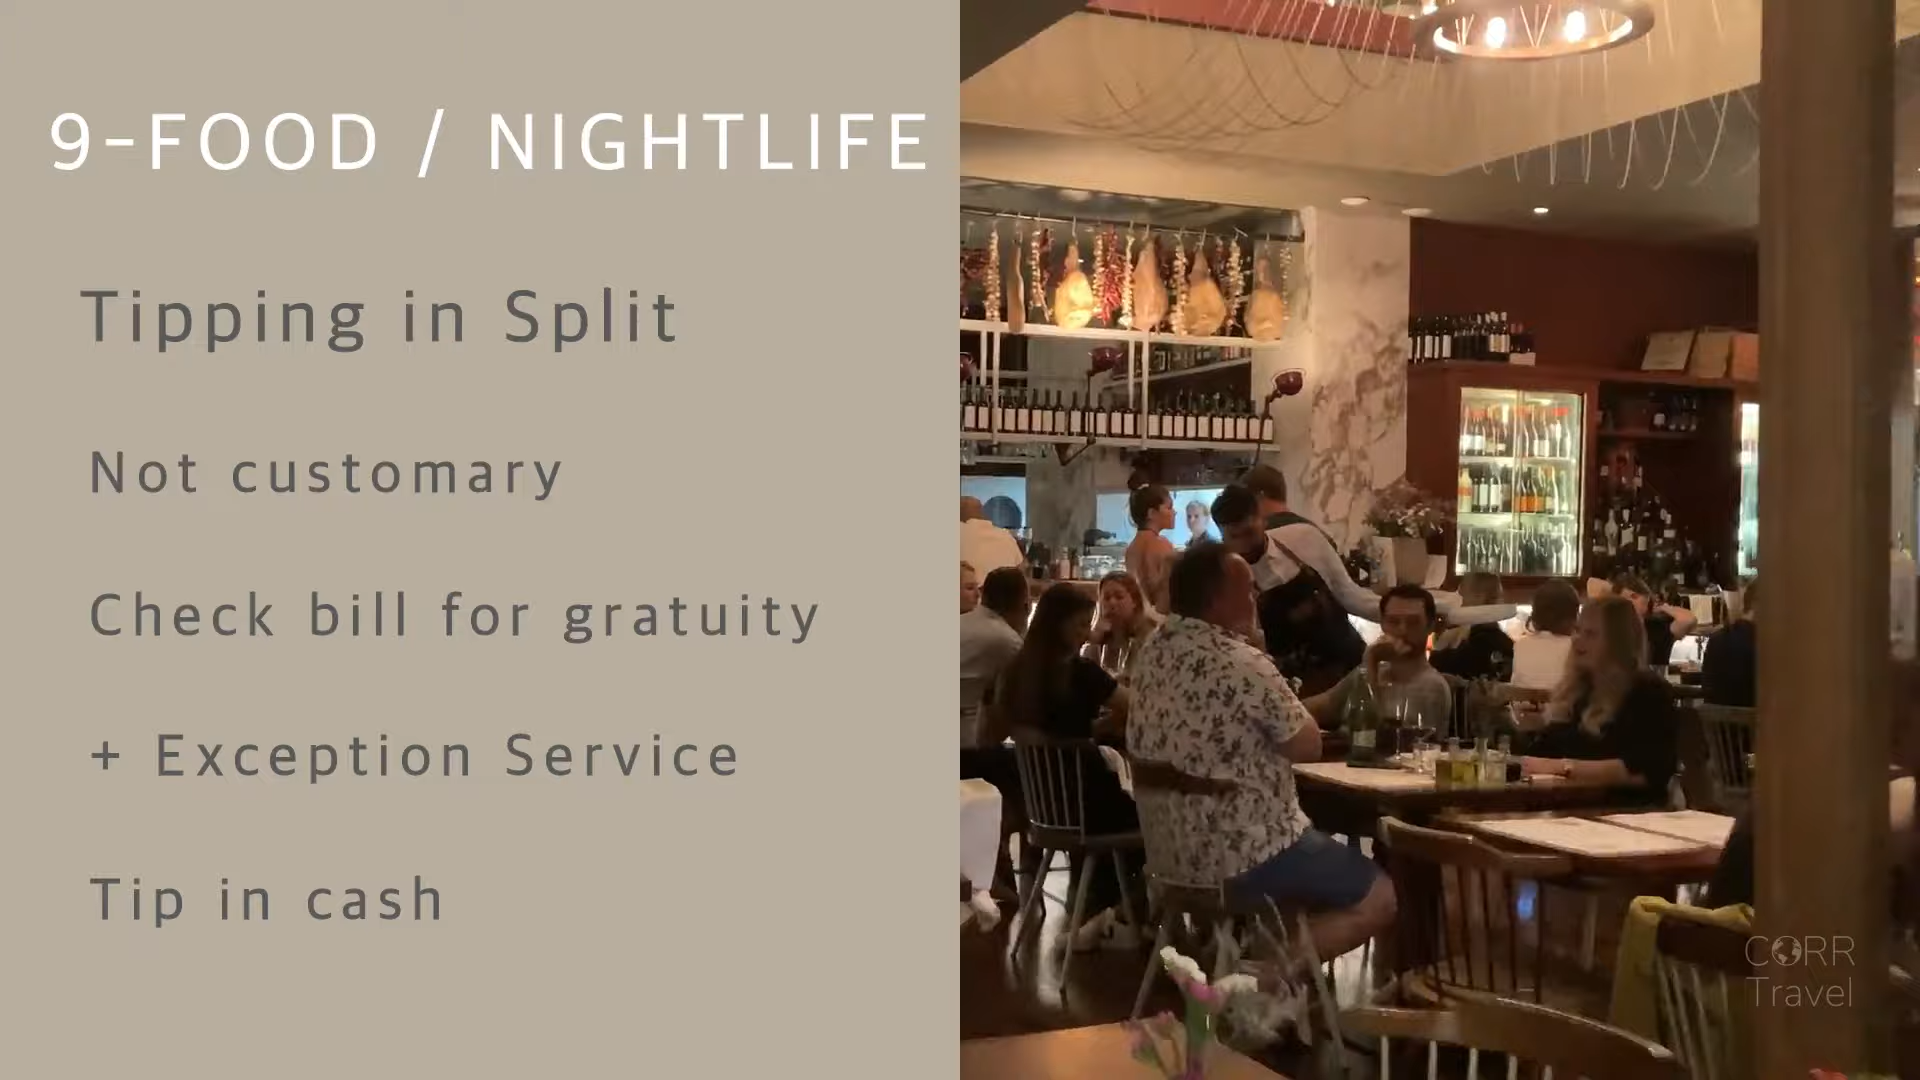 9-FOOD / NIGHTLIFE
Tipping in Split
Not customary
Check bill for gratuity
+ Exception Service
Tip in cash
CORR
Travel